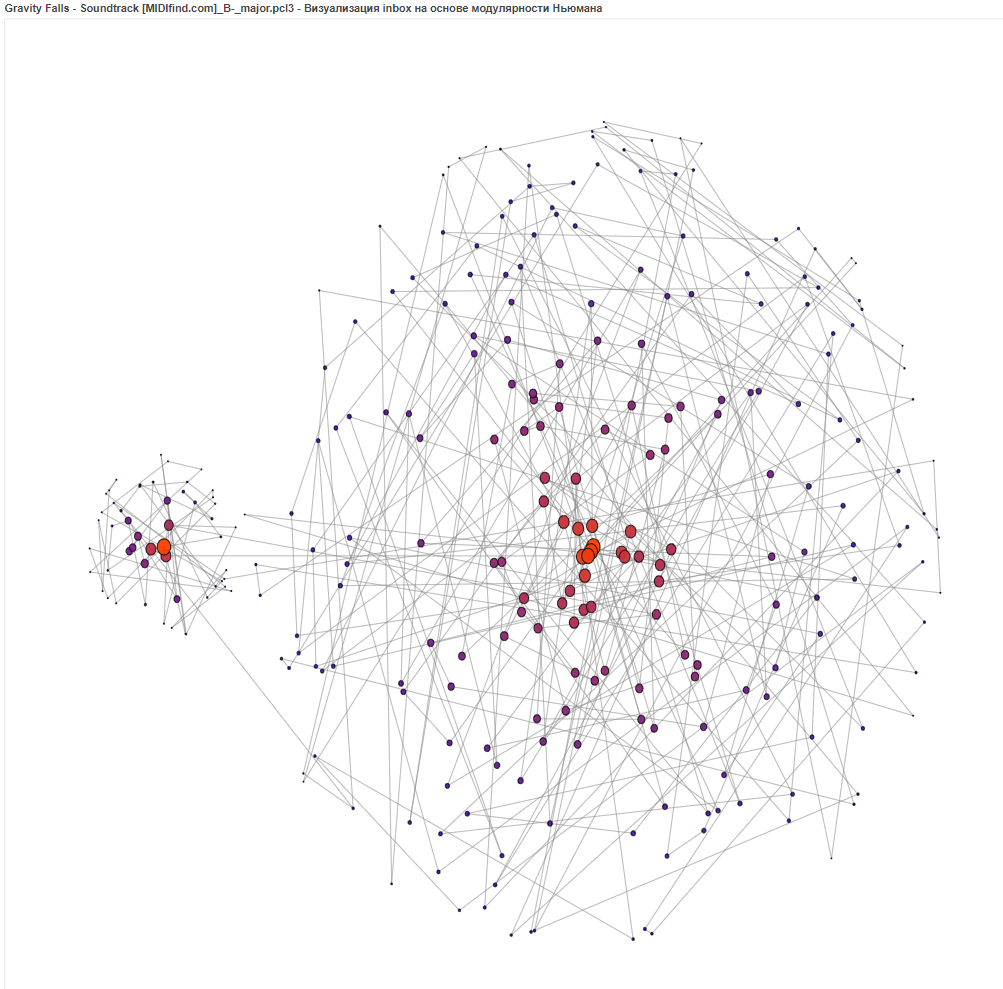 Gravity Falls - Soundtrack [MIDIfind.com]_B-_major.pcl3 - Визуализация inbox на основе модулярности Ньюмана